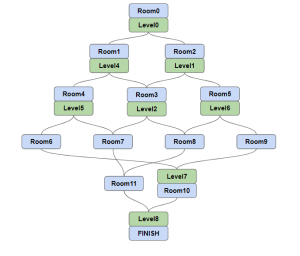 Room0
Level0
Room1 Room2
Level4 Level1
Room4 Room3 Room5
Level5 Level2 Level6
Room6 Room7 Room8 Room9
Level7
Room11 Room10
Level8
FINISH